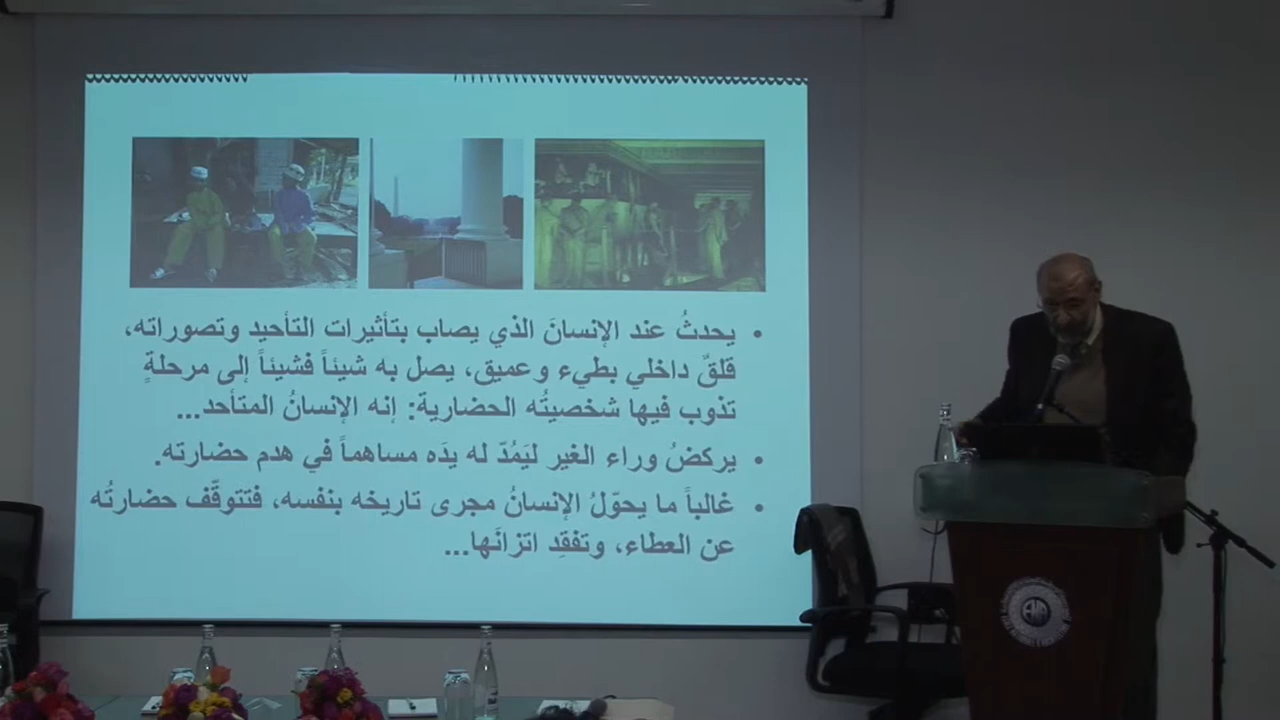 • يحدثُ عند الإنسانَ الذي يصاب بتأثيرات التأحيد وتصوراته،
قلقٌ داخلي بطيء وعميق، يصل به شيئاً فشيئاً إلى مرحلةٍ
تذوب فيها شخصيتُه الحضارية: إنه الإنسانُ المتأحد...
• يركضُ وراء الغير ليَمُدّ له يدَه مساهماً في هدم حضارته.
• غالباً ما يحوّلُ الإنسانُ مجرى تاريخه بنفسه، فتتوقّف حضارتُه
عن العطاء، وتفقِد اتزانَها...